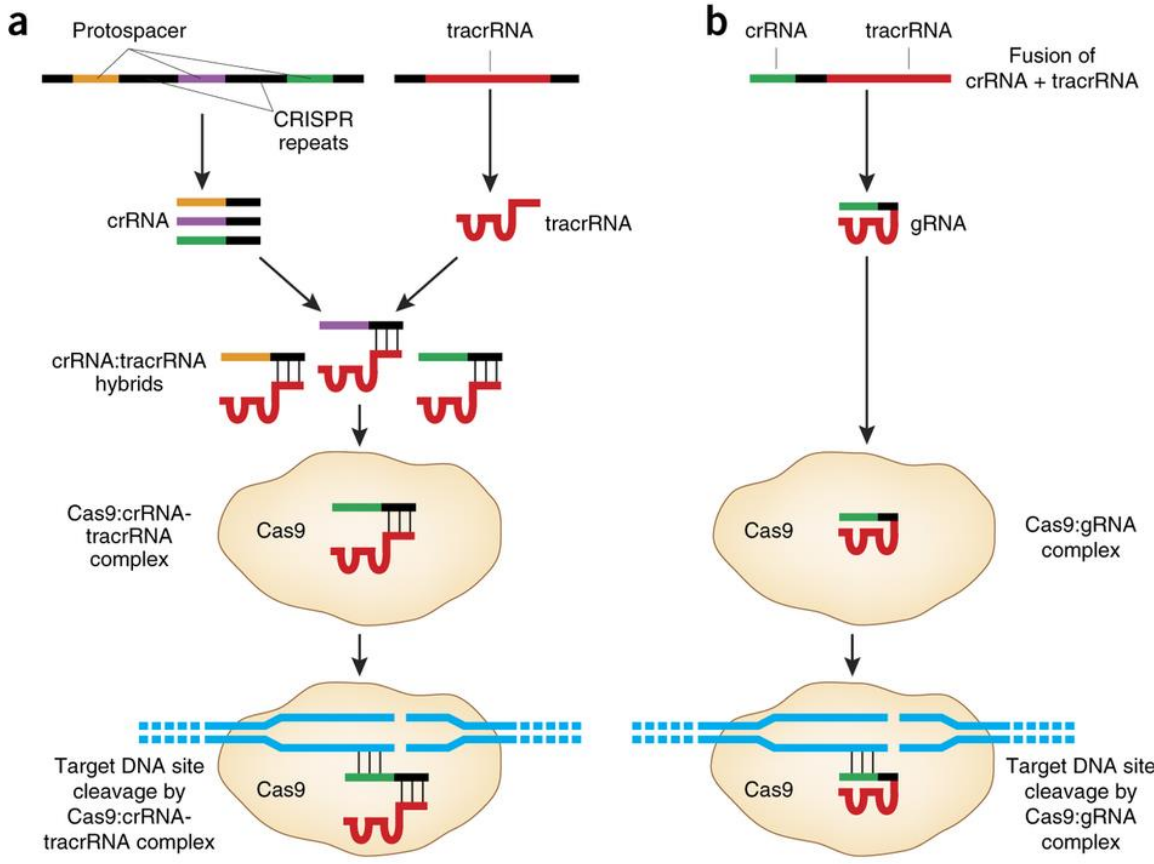 a
Protospacer
tracrRNA
CRISPR
repeats
crRNA
tracrRNA
crRNA:tracrRNA
hybrids
Cas9:crRNA-
tracrRNA
complex
Cas9
Target DNA site
cleavage by
Cas9:crRNA-
tracrRNA complex
Cas9
b
crRNA
tracrRNA
Fusion of
crRNA + tracrRNA
gRNA
Cas9
Cas9:gRNA
complex
Cas9
Target DNA site
cleavage by
Cas9:gRNA
complex